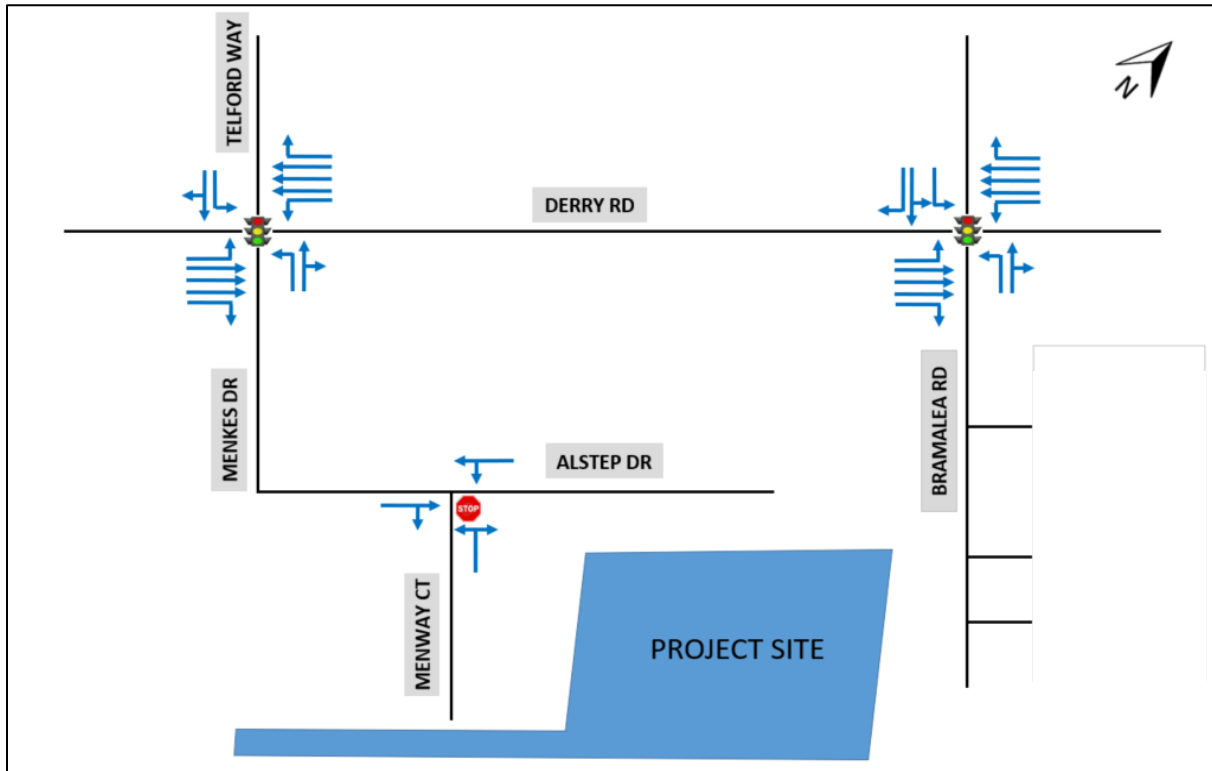 TELFORD WAY
N
DERRY RD
MENKES DR
ALSTEP DR
BRAMALEA RD
STOP
MENWAY CT
PROJECT SITE